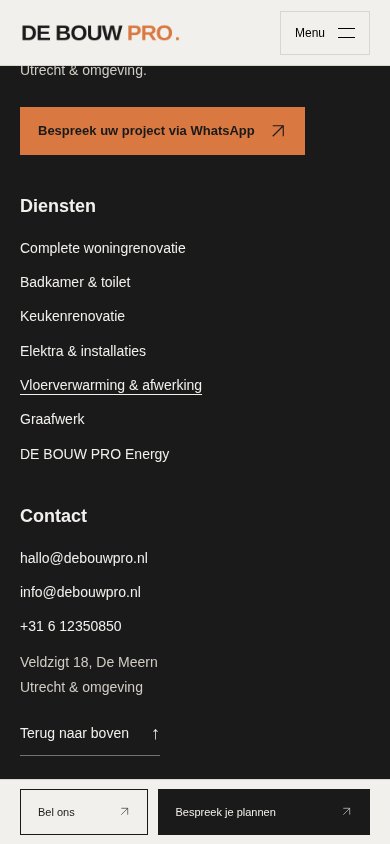 DE BOUW PRO.
Menu
Utrecht & omgeving.
Bespreek uw project via WhatsApp
Diensten
Complete woningrenovatie
Badkamer & toilet
Keukenrenovatie
Elektra & installaties
Vloerverwarming & afwerking
Graafwerk
DE BOUW PRO Energy
Contact
hallo@debouwpro.nl
info@debouwpro.nl
+31 6 12350850
Veldzigt 18, De Meern
Utrecht & omgeving
Terug naar boven ↑
Bel ons
Bespreek je plannen